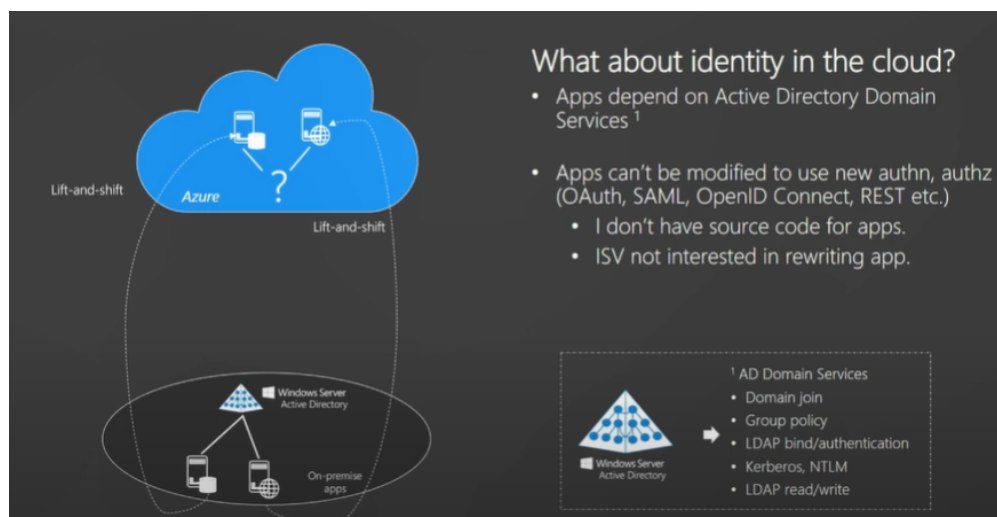 What about identity in the cloud?
• Apps depend on Active Directory Domain
Services 1
• Apps can't be modified to use new authn, authz
(OAuth, SAML, OpenID Connect, REST etc.)
• I don't have source code for apps.
• ISV not interested in rewriting app.
Lift-and-shift
Azure
?
Lift-and-shift
Windows Server
Active Directory
On-premise
apps
Windows Server
Active Directory
1 AD Domain Services
• Domain join
• Group policy
• LDAP bind/authentication
• Kerberos, NTLM
• LDAP read/write